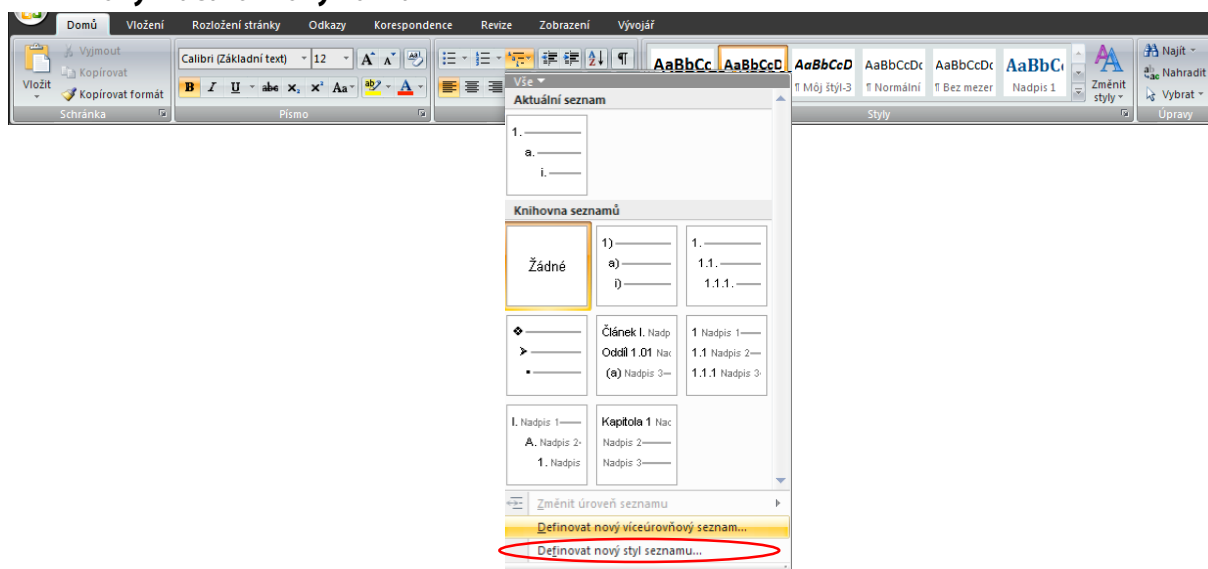 Domů Vložení Rozložení stránky Odkazy Korespondence Revize Zobrazení Vývojář
Vložit
Vyjmout
Kopírovat
Kopírovat formát
Schránka
Calibri (Základní text) 12
B I U abc X₂ X² Aa
Písmo
AaBbCc AaBbCcD AaBbCcD AaBbCcDc AaBbCcDc AaBbC
¶ Mój štýl-3 ¶ Normální ¶ Bez mezer Nadpis 1
Změnit
styly
Styly
Najít
Nahradit
Vybrat
Úpravy
Vše
Aktuální seznam
1.
a.
i.
Knihovna seznamů
Žádné
1)
a)
i)
1.
1.1.
1.1.1.
Článek I. Nadp
Oddíl 1.01 Nac
(a) Nadpis 3
1 Nadpis 1
1.1 Nadpis 2
1.1.1 Nadpis 3
I. Nadpis 1
A. Nadpis 2
1. Nadpis
Kapitola 1 Nac
Nadpis 2
Nadpis 3
Změnit úroveň seznamu
Definovat nový víceúrovňový seznam...
Definovat nový styl seznamu...